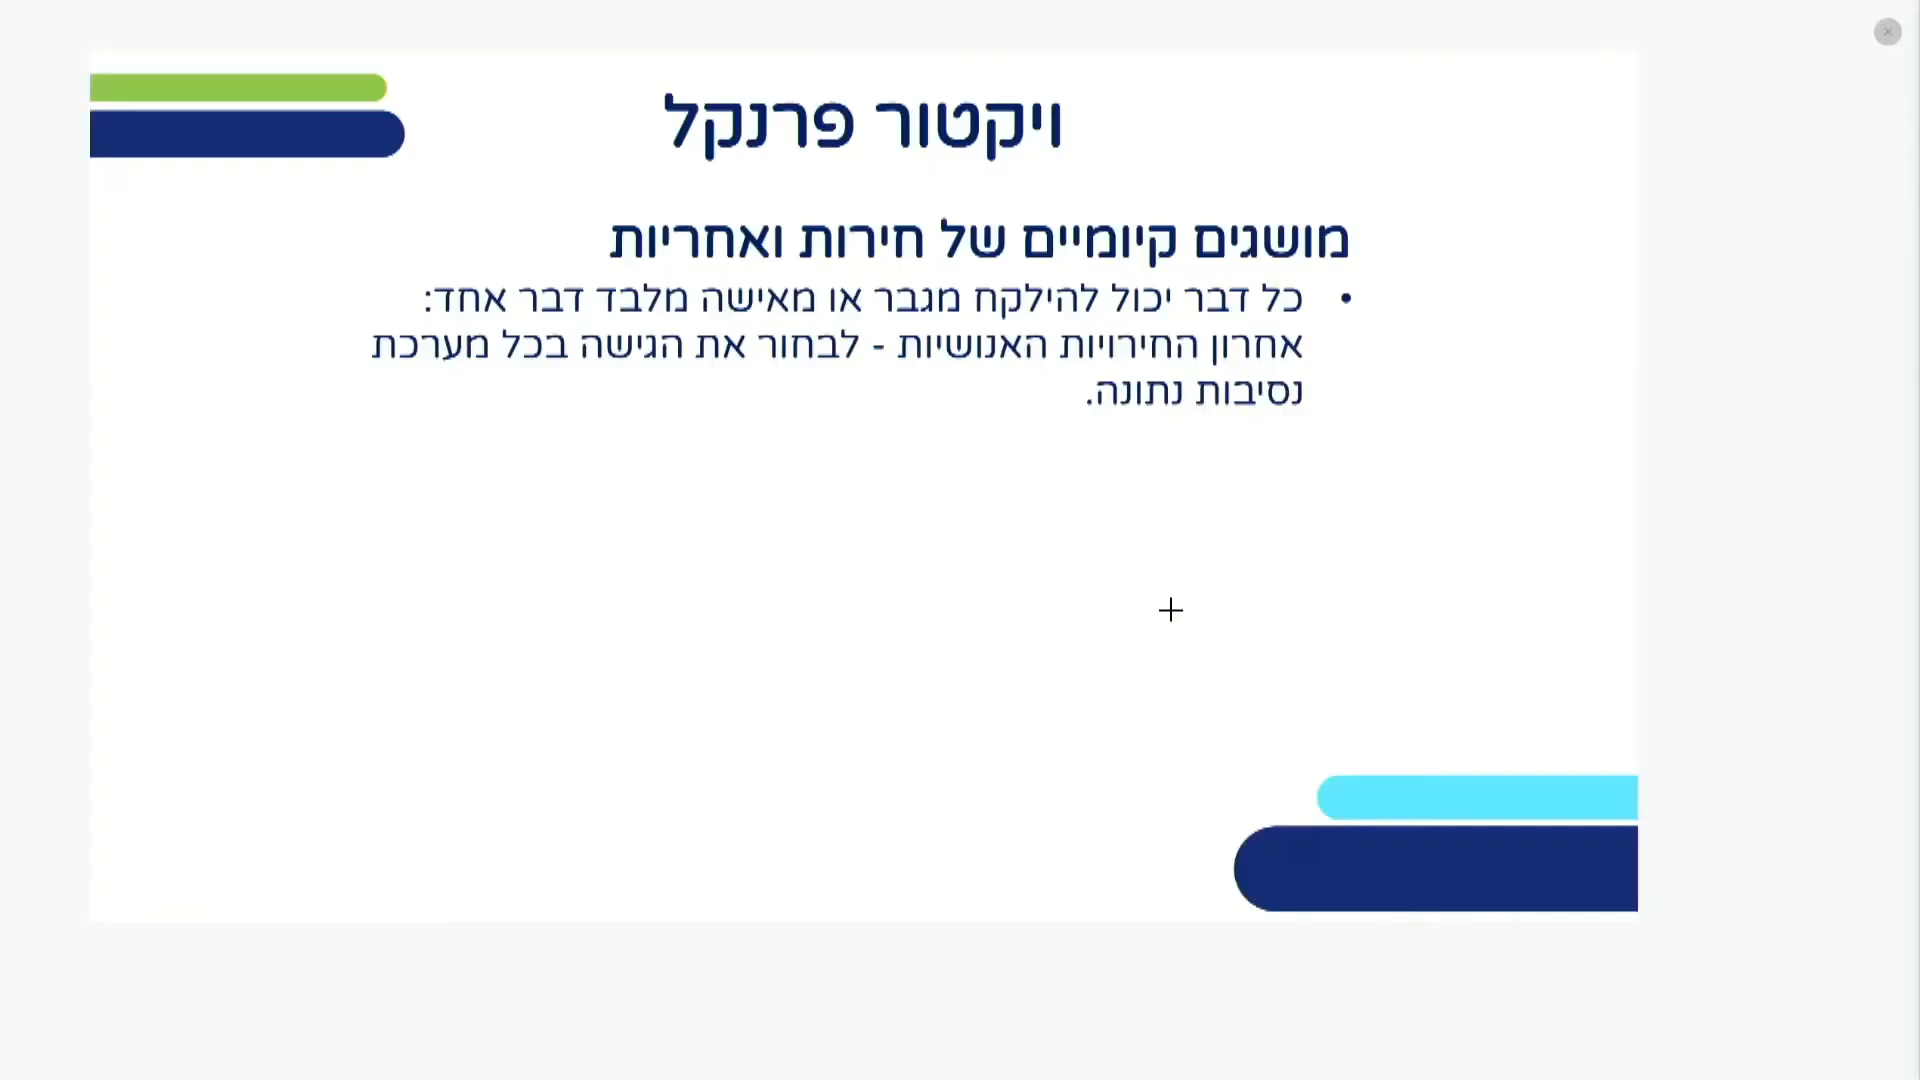 ויקטור פרנקל
מושגים קיומיים של חירות ואחריות
• כל דבר יכול להילקח מגבר או מאישה מלבד דבר אחד:
אחרון החירויות האנושיות - לבחור את הגישה בכל מערכת
נסיבות נתונה.